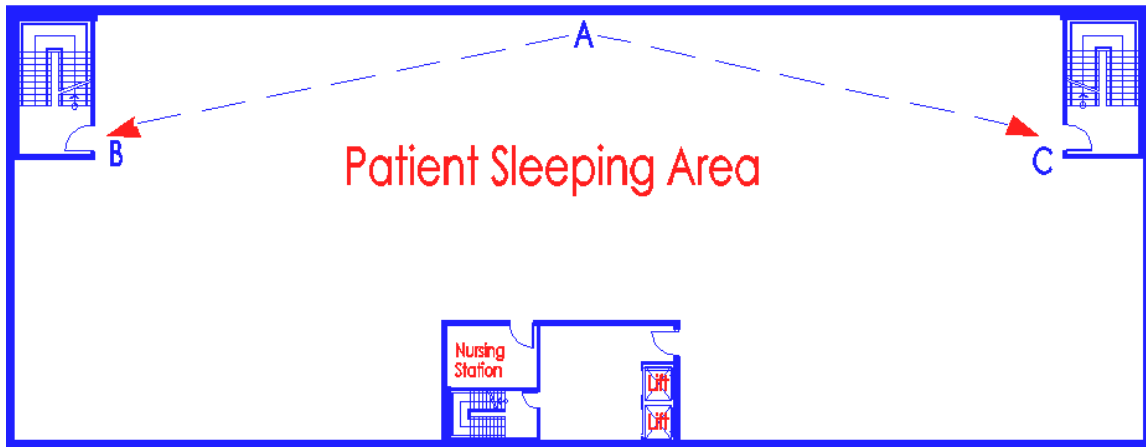 A
B
C
Patient Sleeping Area
Nursing
Station
Lift
Lift